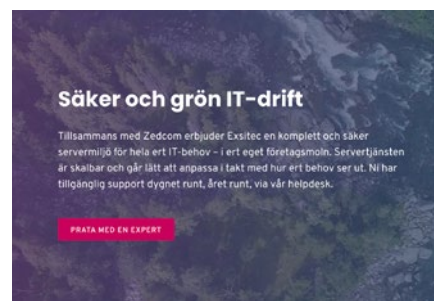 Säker och grön IT-drift
Tillsammans med Zedcom erbjuder Exsitec en komplett och säker
servermiljö för hela ert IT-behov – i ert eget företagsmoln. Servertjänsten
är skalbar och går lätt att anpassa i takt med hur ert behov ser ut. Ni har
tillgänglig support dygnet runt, året runt, via vår helpdesk.
PRATA MED EN EXPERT